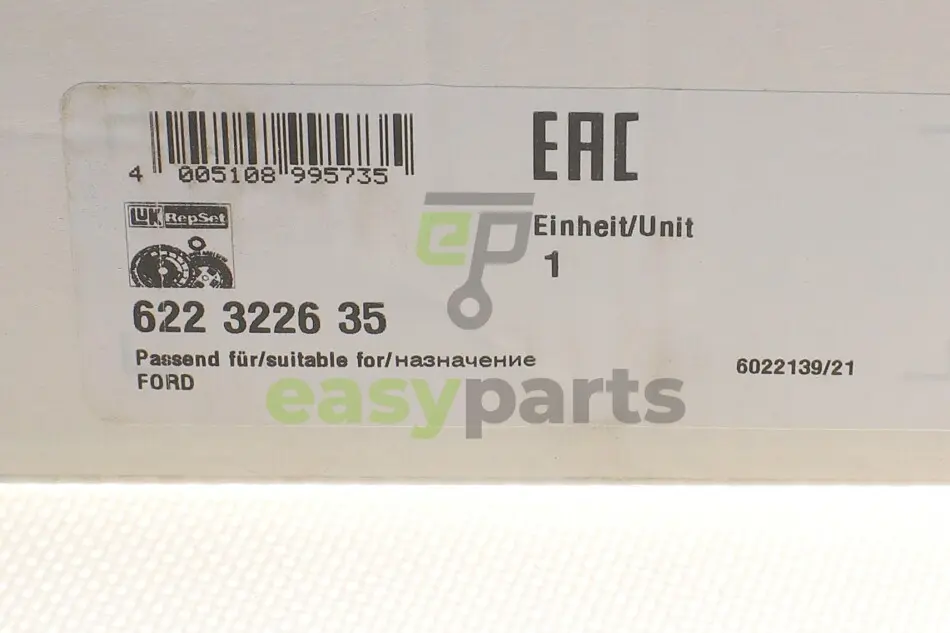 4 005108 995735
EAC
LUK RepSet
Einheit/Unit
1
622 3226 35
Passend für/suitable for/назначение
FORD
6022139/21
ep
easyparts